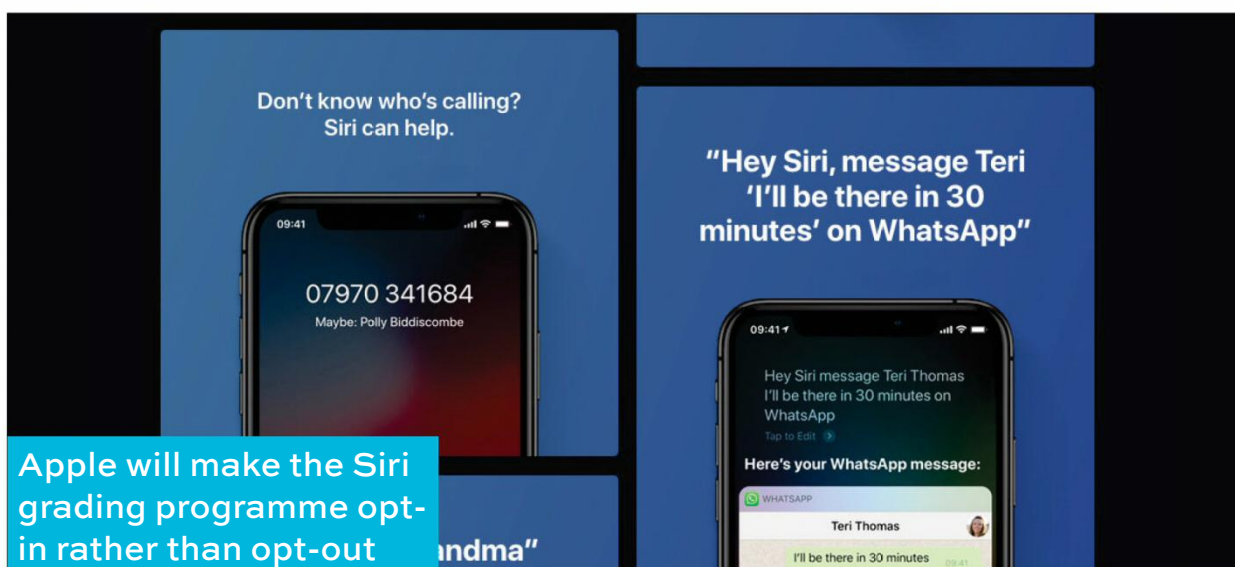 Don't know who's calling?
Siri can help.
09:41
07970 341684
Maybe: Polly Biddiscombe
"Hey Siri, message Teri
'I'll be there in 30
minutes' on WhatsApp"
09:41
Hey Siri message Teri Thomas
I'll be there in 30 minutes on
WhatsApp
Tap to Edit
Here's your WhatsApp message:
WHATSAPP
Teri Thomas
I'll be there in 30 minutes
09:41
Apple will make the Siri
grading programme opt-
in rather than opt-out